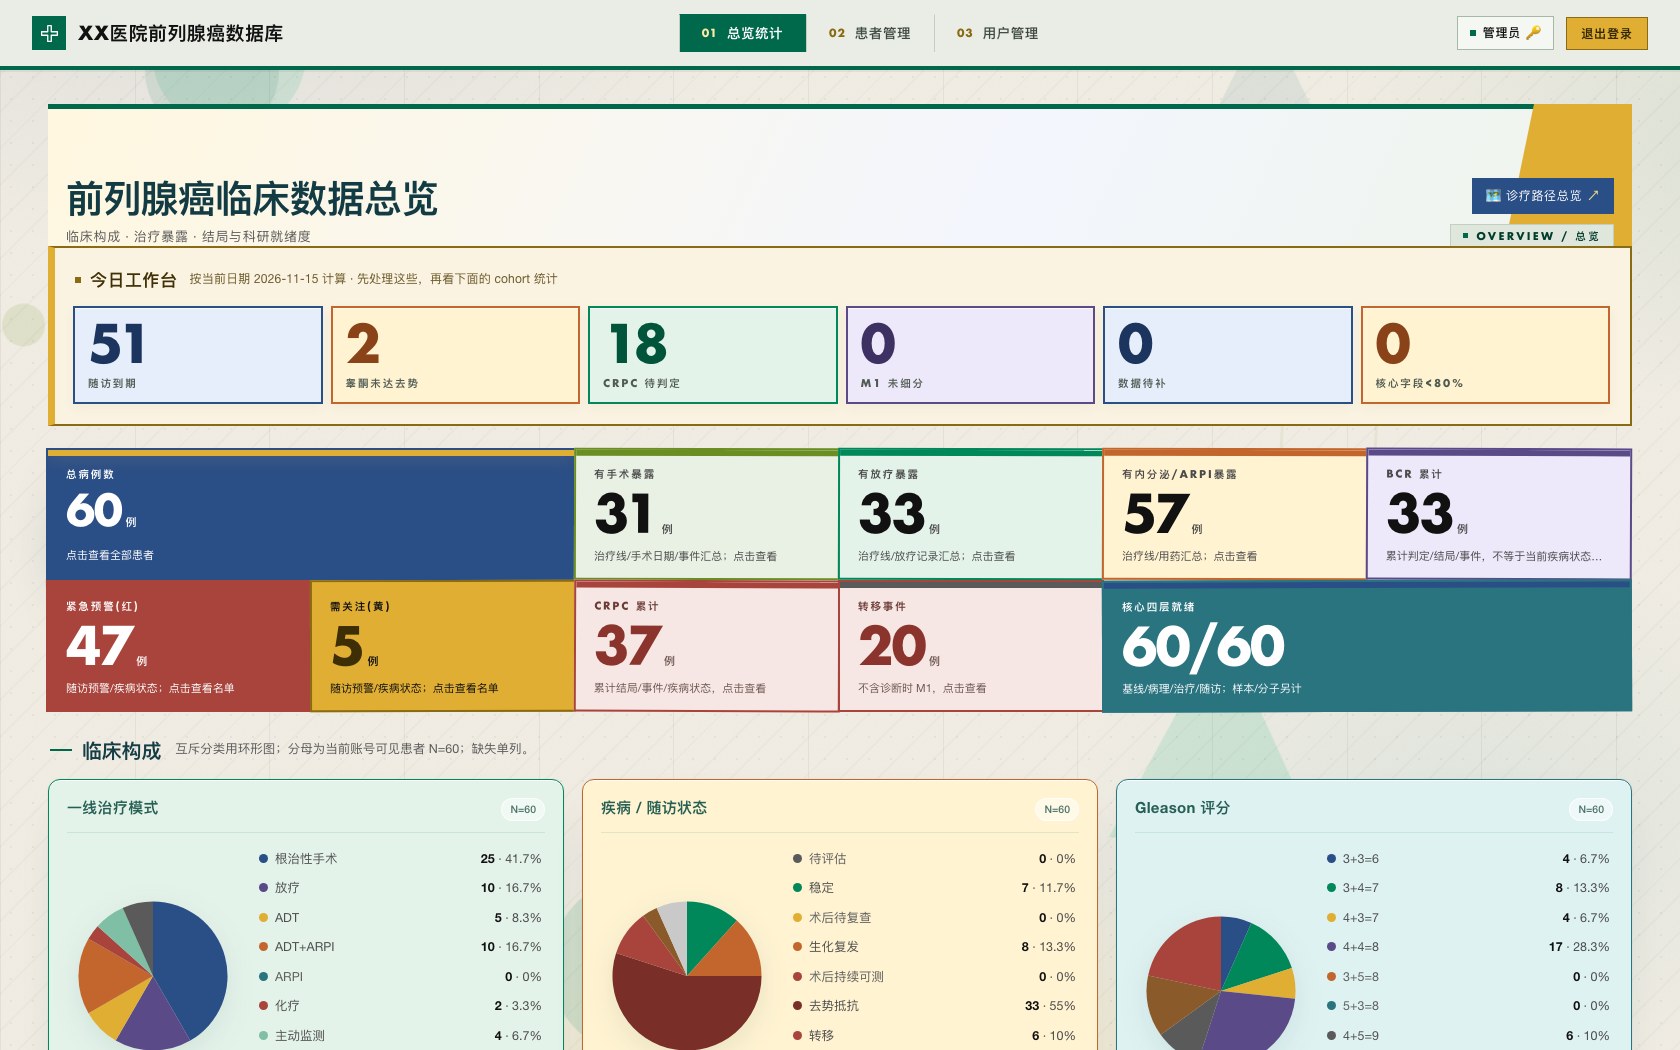 XX医院前列腺癌数据库
01 总览统计
02 患者管理
03 用户管理
管理员 🔑
退出登录
前列腺癌临床数据总览
临床构成 · 治疗暴露 · 结局与科研就绪度
🗺️ 诊疗路径总览 ↗
OVERVIEW / 总览
今日工作台 按当前日期 2026-11-15 计算 · 先处理这些，再看下面的 cohort 统计
51
随访到期
2
睾酮未达去势
18
CRPC 待判定
0
M1 未细分
0
数据待补
0
核心字段<80%
总病例数
60 例
点击查看全部患者
有手术暴露
31 例
治疗线/手术日期/事件汇总；点击查看
有放疗暴露
33 例
治疗线/放疗记录汇总；点击查看
有内分泌/ARPI暴露
57 例
治疗线/用药汇总；点击查看
BCR 累计
33 例
累计判定/结局/事件，不等于当前疾病状态…
紧急预警(红)
47 例
随访预警/疾病状态；点击查看名单
需关注(黄)
5 例
随访预警/疾病状态；点击查看名单
CRPC 累计
37 例
累计结局/事件/疾病状态，点击查看
转移事件
20 例
不含诊断时 M1，点击查看
核心四层就绪
60/60
基线/病理/治疗/随访；样本/分子另计
临床构成 互斥分类用环形图；分母为当前账号可见患者 N=60；缺失单列。
一线治疗模式 N=60
根治性手术 25 · 41.7%
放疗 10 · 16.7%
ADT 5 · 8.3%
ADT+ARPI 10 · 16.7%
ARPI 0 · 0%
化疗 2 · 3.3%
主动监测 4 · 6.7%
疾病 / 随访状态 N=60
待评估 0 · 0%
稳定 7 · 11.7%
术后待复查 0 · 0%
生化复发 8 · 13.3%
术后持续可测 0 · 0%
去势抵抗 33 · 55%
转移 6 · 10%
Gleason 评分 N=60
3+3=6 4 · 6.7%
3+4=7 8 · 13.3%
4+3=7 4 · 6.7%
4+4=8 17 · 28.3%
3+5=8 0 · 0%
5+3=8 0 · 0%
4+5=9 6 · 10%